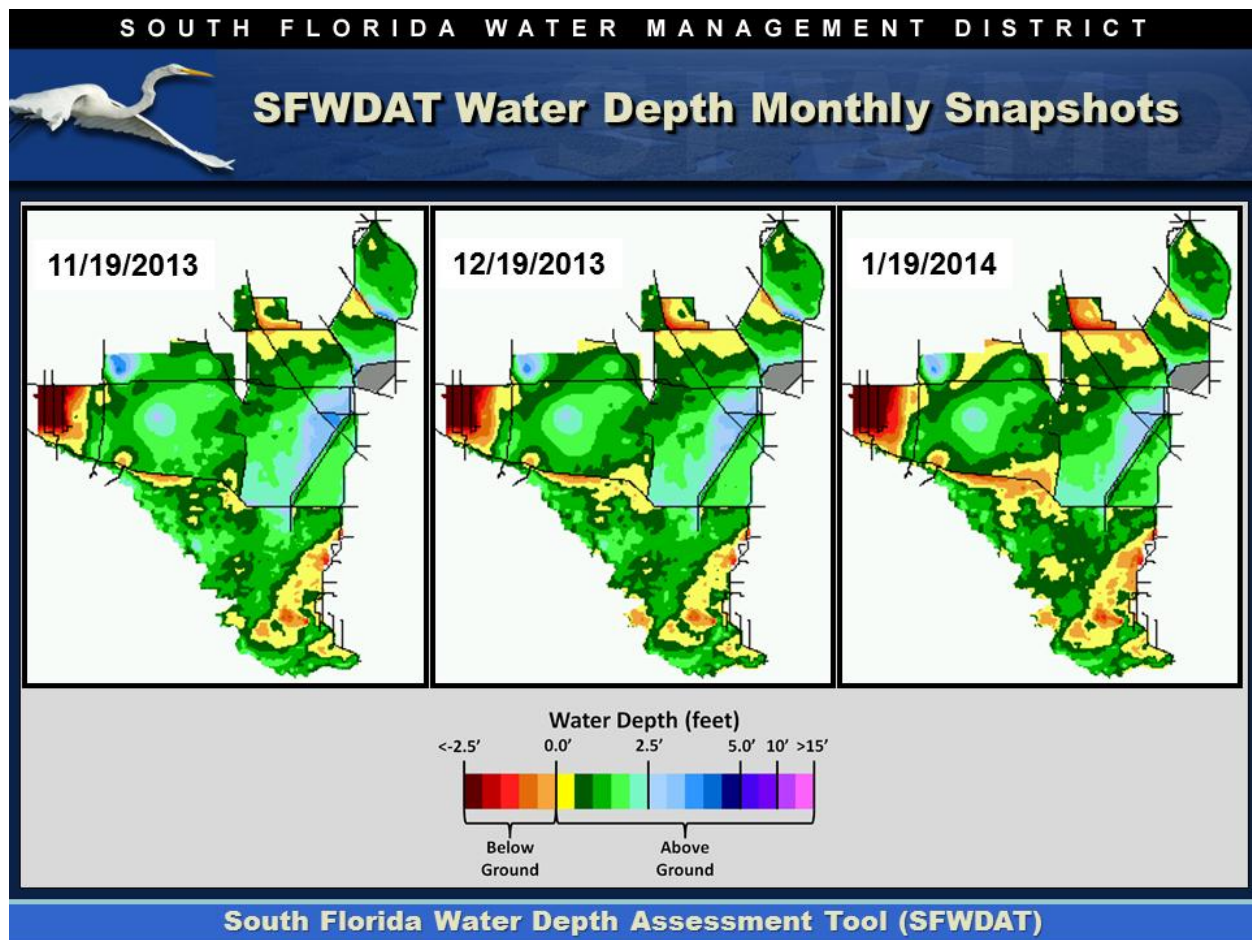 SOUTH FLORIDA WATER MANAGEMENT DISTRICT
SFWMD
SFWDAT Water Depth Monthly Snapshots
11/19/2013
12/19/2013
1/19/2014
Water Depth (feet)
<-2.5' 0.0' 2.5' 5.0' 10' >15'
Below Above
Ground Ground
South Florida Water Depth Assessment Tool (SFWDAT)